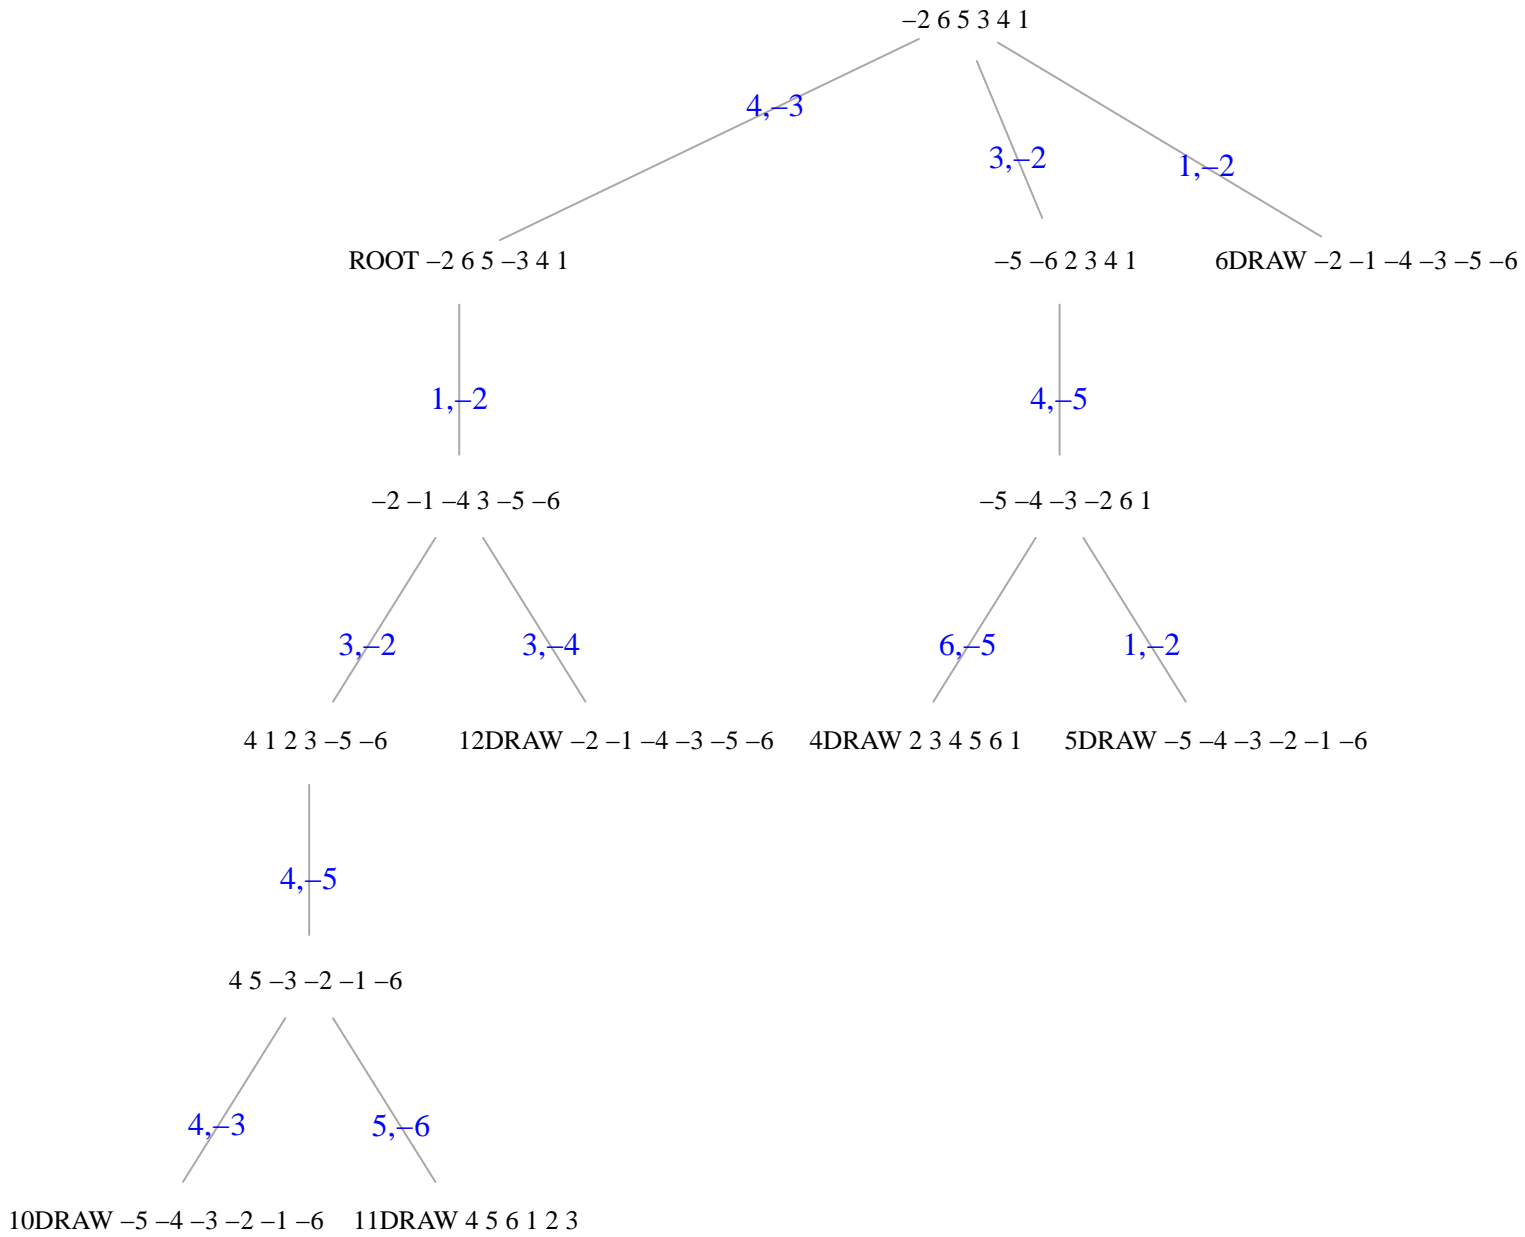 –2 6 5 3 4 1
4,–3
3,–2
1,–2
ROOT –2 6 5 –3 4 1
–5 –6 2 3 4 1
6DRAW –2 –1 –4 –3 –5 –6
1,–2
4,–5
–2 –1 –4 3 –5 –6
–5 –4 –3 –2 6 1
3,–2
3,–4
6,–5
1,–2
4 1 2 3 –5 –6
12DRAW –2 –1 –4 –3 –5 –6
4DRAW 2 3 4 5 6 1
5DRAW –5 –4 –3 –2 –1 –6
4,–5
4 5 –3 –2 –1 –6
4,–3
5,–6
10DRAW –5 –4 –3 –2 –1 –6
11DRAW 4 5 6 1 2 3